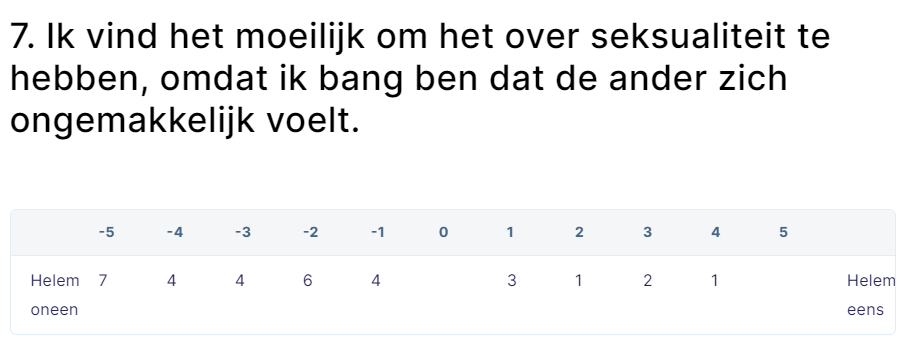 7. Ik vind het moeilijk om het over seksualiteit te
hebben, omdat ik bang ben dat de ander zich
ongemakkelijk voelt.
-5 -4 -3 -2 -1 0 1 2 3 4 5
Helem 7 4 4 6 4 3 1 2 1 Helem
oneen eens